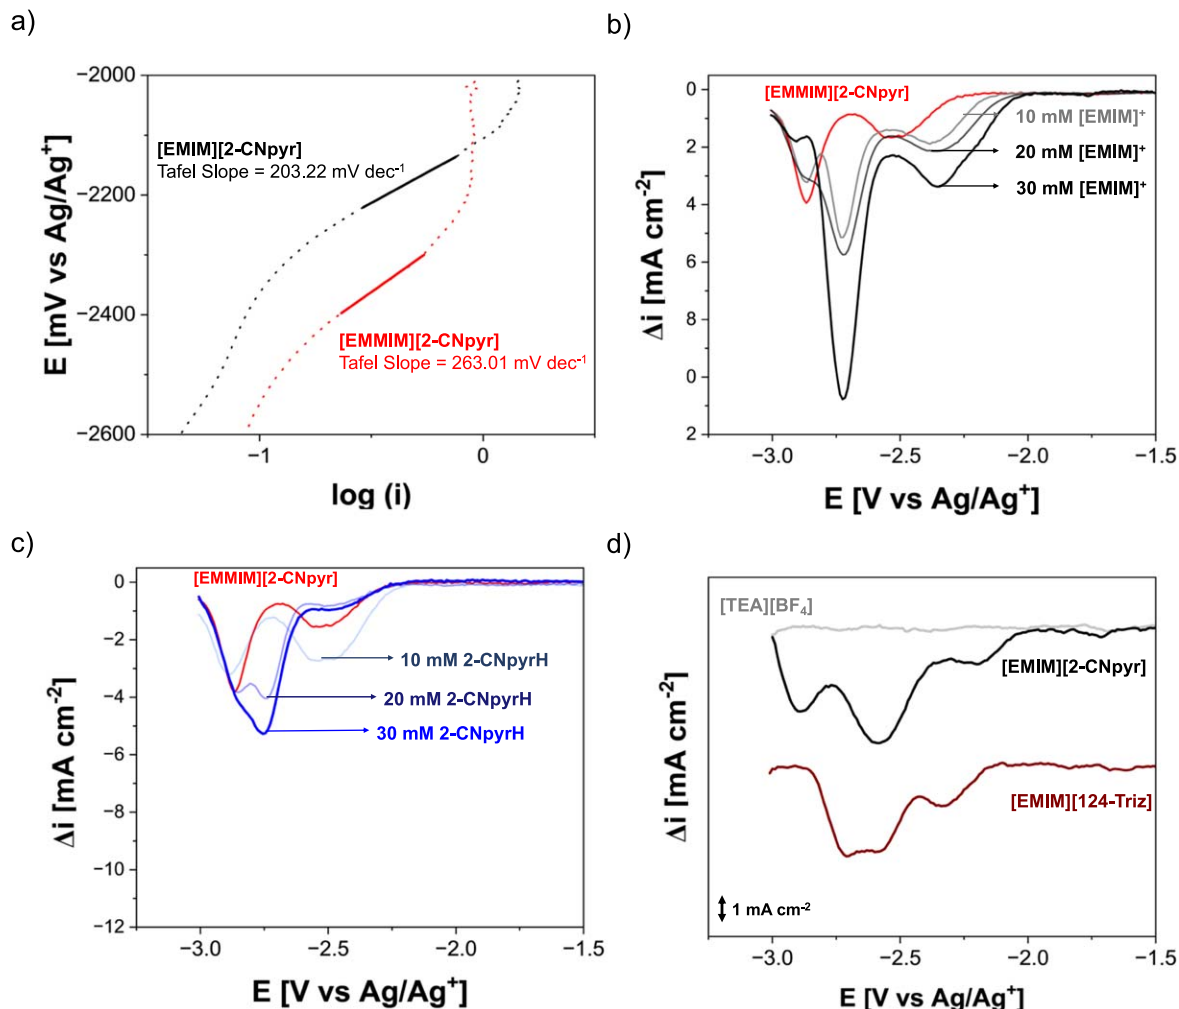 a)
−2000
−2200
−2400
−2600
E [mV vs Ag/Ag⁺]
[EMIM][2-CNpyr]
Tafel Slope = 203.22 mV dec⁻¹
[EMMIM][2-CNpyr]
Tafel Slope = 263.01 mV dec⁻¹
−1
0
log (i)
b)
0
2
4
6
8
0
2
Δi [mA cm⁻²]
[EMMIM][2-CNpyr]
10 mM [EMIM]⁺
20 mM [EMIM]⁺
30 mM [EMIM]⁺
−3.0
−2.5
−2.0
−1.5
E [V vs Ag/Ag⁺]
c)
0
−2
−4
−6
−8
−10
−12
Δi [mA cm⁻²]
[EMMIM][2-CNpyr]
10 mM 2-CNpyrH
20 mM 2-CNpyrH
30 mM 2-CNpyrH
−3.0
−2.5
−2.0
−1.5
E [V vs Ag/Ag⁺]
d)
Δi [mA cm⁻²]
[TEA][BF₄]
[EMIM][2-CNpyr]
[EMIM][124-Triz]
1 mA cm⁻²
−3.0
−2.5
−2.0
−1.5
E [V vs Ag/Ag⁺]